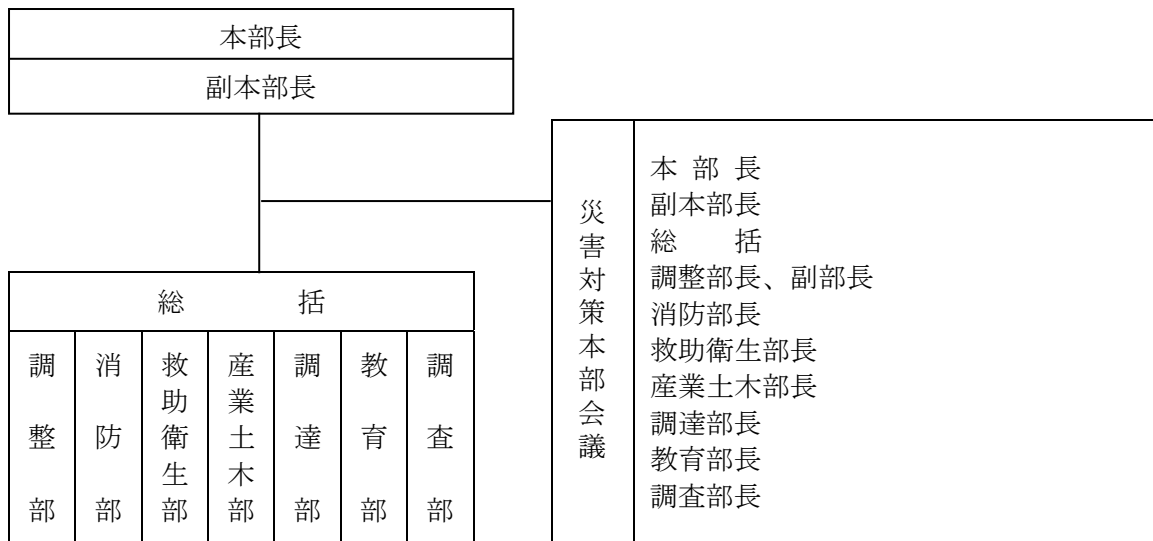 本部長
副本部長
総　括
調整部
消防部
救助衛生部
産業土木部
調達部
教育部
調査部
災害対策本部会議
本 部 長
副本部長
総　括
調整部長、副部長
消防部長
救助衛生部長
産業土木部長
調達部長
教育部長
調査部長